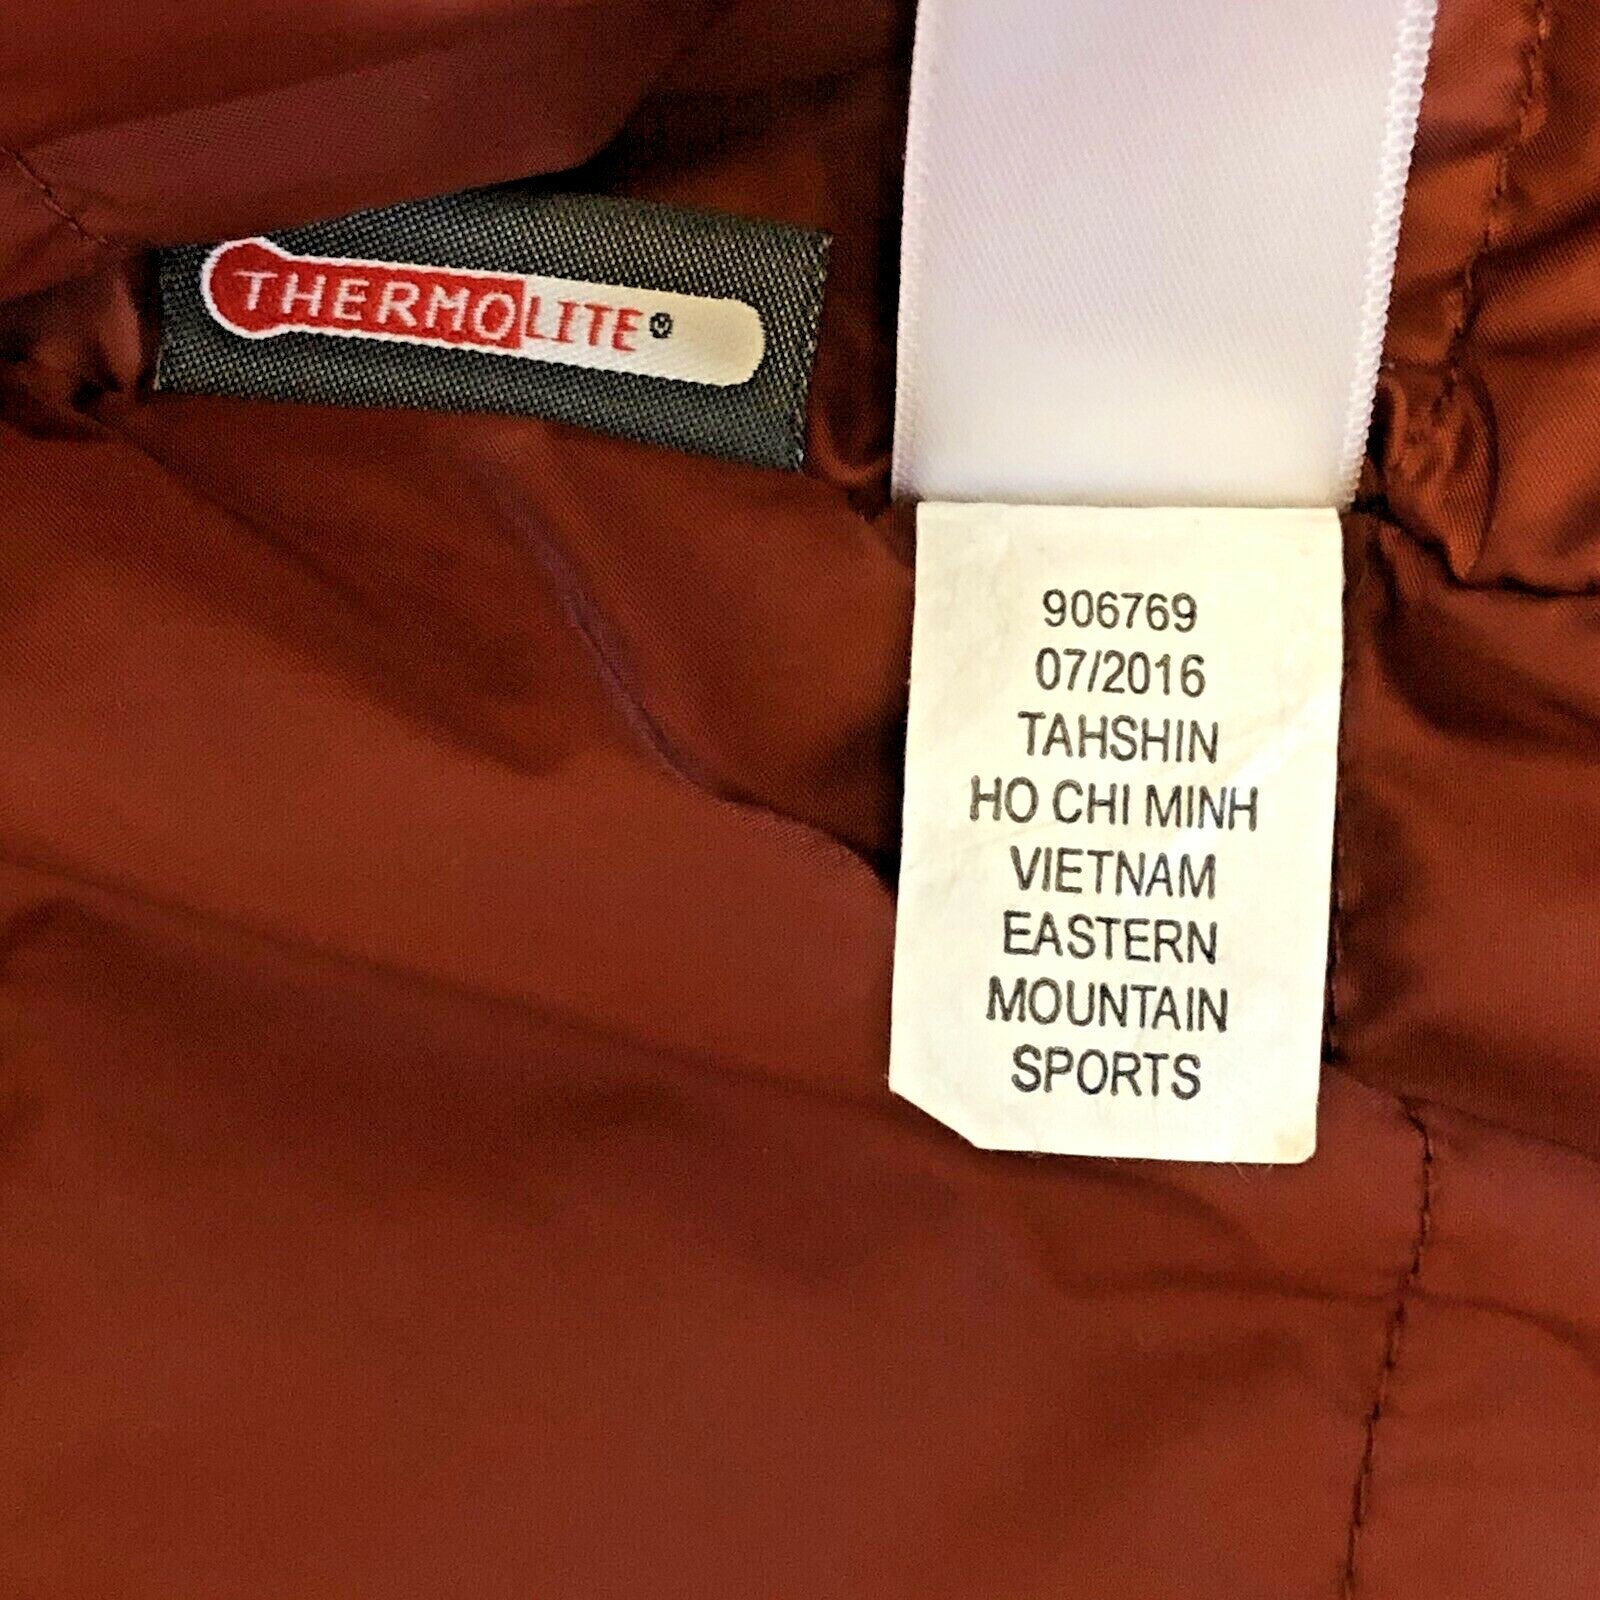 THERMOLITE®
906769
07/2016
TAHSHIN
HO CHI MINH
VIETNAM
EASTERN
MOUNTAIN
SPORTS